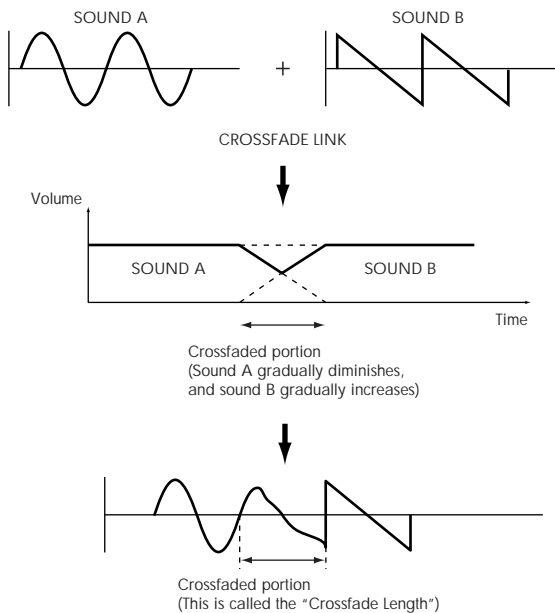 SOUND A
SOUND B
+
CROSSFADE LINK
Volume
SOUND A
SOUND B
Time
Crossfaded portion
(Sound A gradually diminishes,
and sound B gradually increases)
Crossfaded portion
(This is called the “Crossfade Length”)